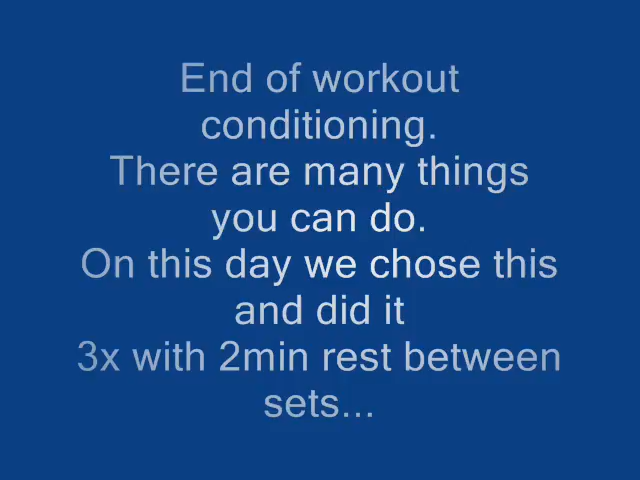 End of workout
conditioning.
There are many things
you can do.
On this day we chose this
and did it
3x with 2min rest between
sets...